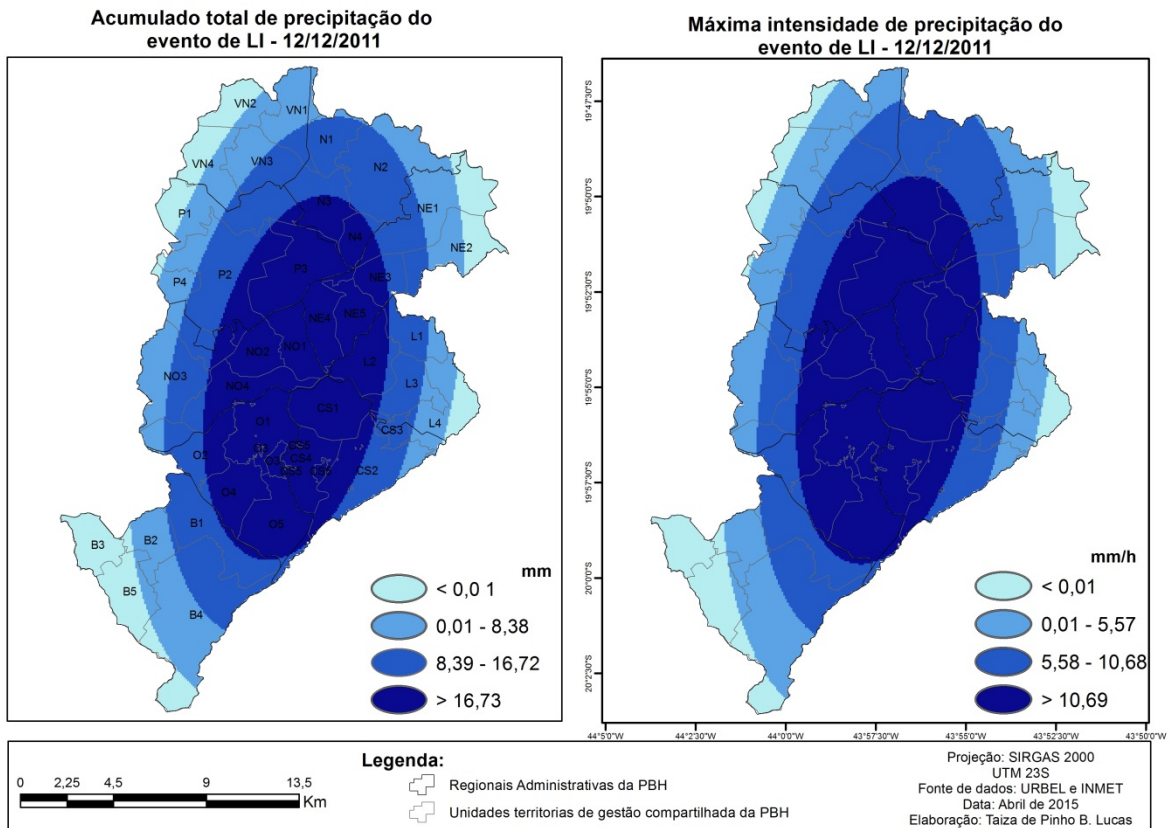 Acumulado total de precipitação do
evento de LI - 12/12/2011
VN2
VN1
N1
VN4
VN3
N2
P1
N3
NE1
N4
NE2
P4
P2
P3
NE3
NE4
NE5
L1
NO2
NO1
L2
NO3
NO4
L3
CS1
O1
L4
CS3
O2
O3
CS4
CS2
O4
B1
O5
B3
B2
B5
B4
mm
< 0,0 1
0,01 - 8,38
8,39 - 16,72
> 16,73
Máxima intensidade de precipitação do
evento de LI - 12/12/2011
19°47'30"S
19°50'0"S
19°52'30"S
19°55'0"S
19°57'30"S
20°0'0"S
20°2'30"S
mm/h
< 0,01
0,01 - 5,57
5,58 - 10,68
> 10,69
44°5'0"W
44°2'30"W
44°0'0"W
43°57'30"W
43°55'0"W
43°52'30"W
43°50'0"W
0 2,25 4,5 9 13,5
Km
Legenda:
Regionais Administrativas da PBH
Unidades territorias de gestão compartilhada da PBH
Projeção: SIRGAS 2000
UTM 23S
Fonte de dados: URBEL e INMET
Data: Abril de 2015
Elaboração: Taiza de Pinho B. Lucas